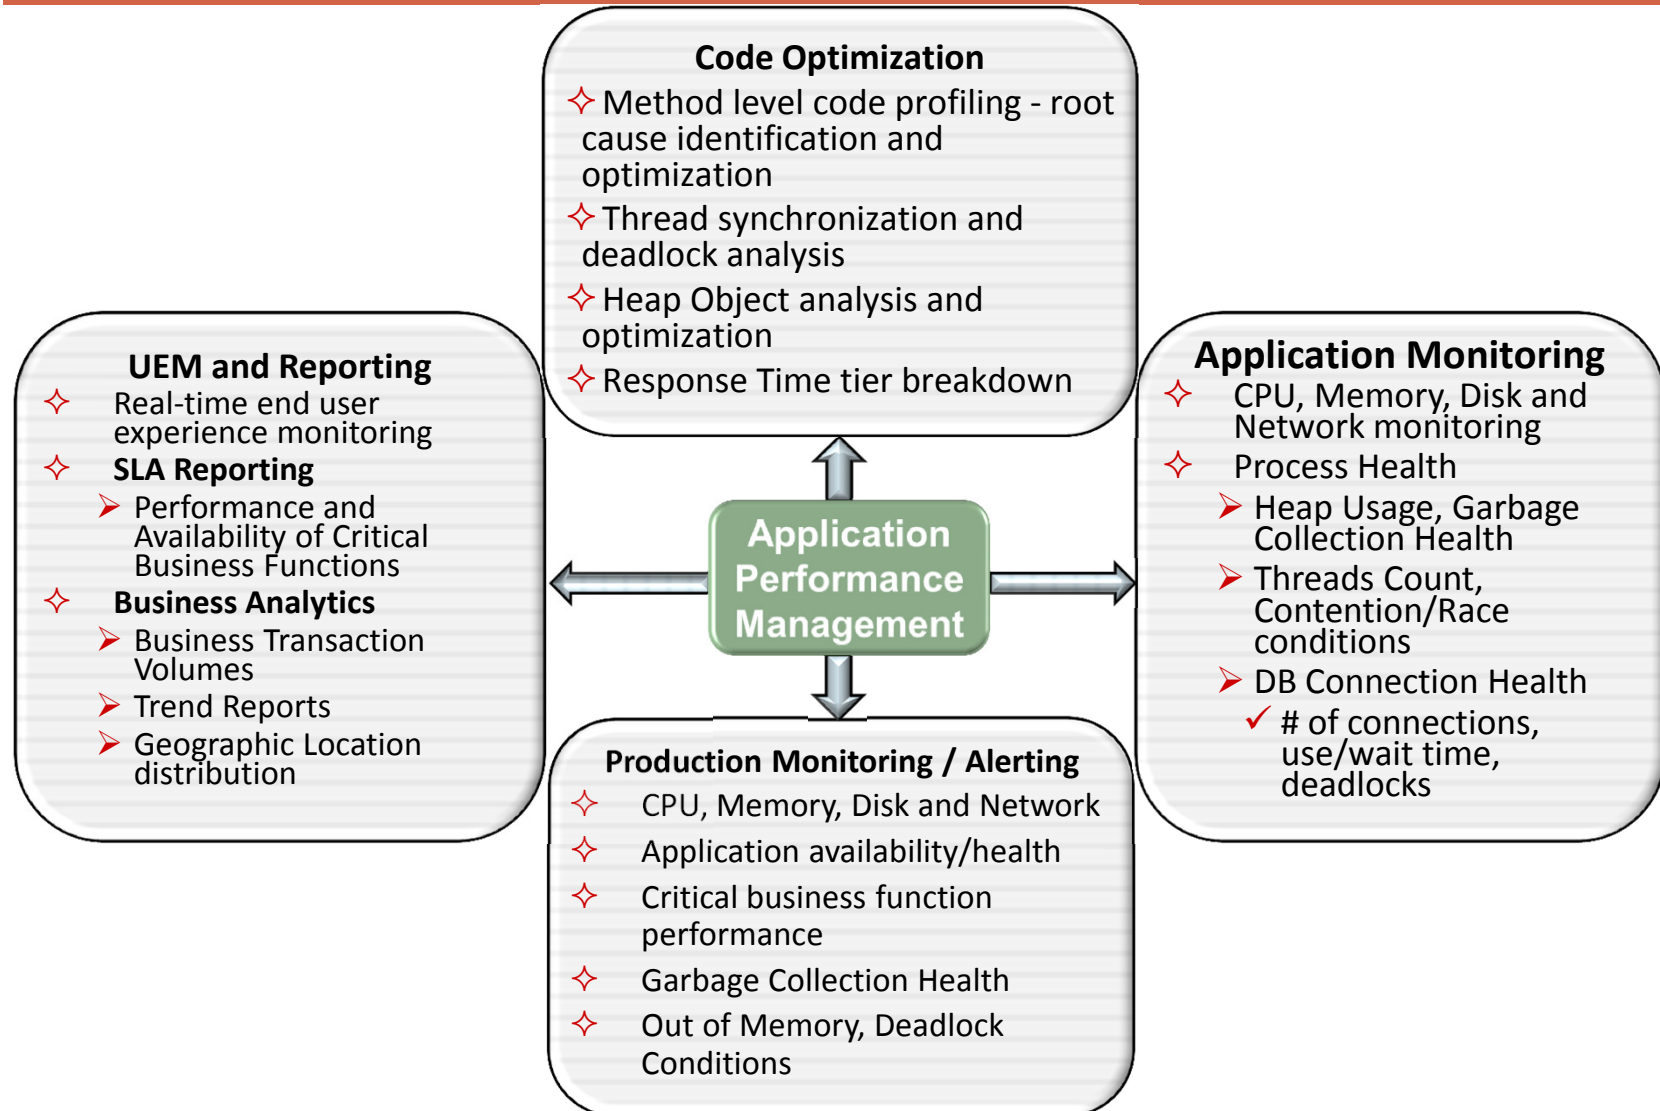 Code Optimization
Method level code profiling - root
cause identification and
optimization
Thread synchronization and
deadlock analysis
Heap Object analysis and
optimization
Response Time tier breakdown
UEM and Reporting
Real-time end user
experience monitoring
SLA Reporting
Performance and
Availability of Critical
Business Functions
Business Analytics
Business Transaction
Volumes
Trend Reports
Geographic Location
distribution
Application
Performance
Management
Application Monitoring
CPU, Memory, Disk and
Network monitoring
Process Health
Heap Usage, Garbage
Collection Health
Threads Count,
Contention/Race
conditions
DB Connection Health
# of connections,
use/wait time,
deadlocks
Production Monitoring / Alerting
CPU, Memory, Disk and Network
Application availability/health
Critical business function
performance
Garbage Collection Health
Out of Memory, Deadlock
Conditions